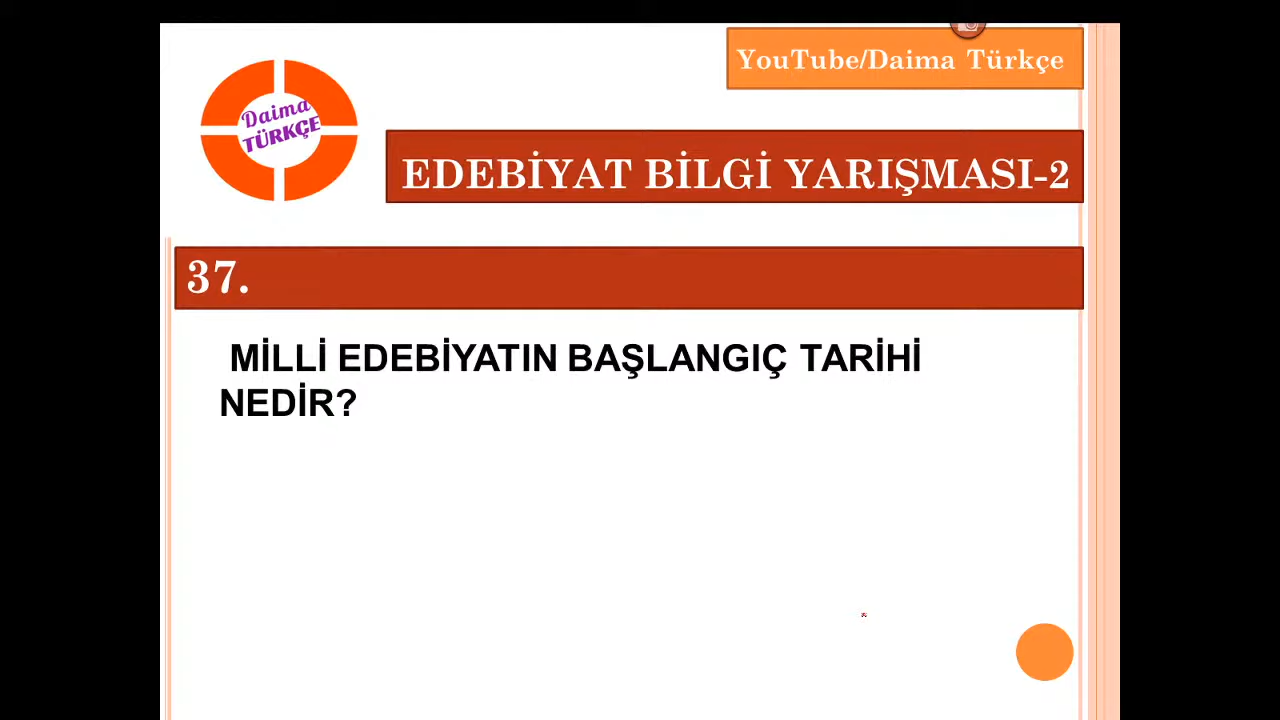 YouTube/Daima Türkçe
Daima
TÜRKÇE
EDEBİYAT BİLGİ YARIŞMASI-2
37.
MİLLİ EDEBİYATIN BAŞLANGIÇ TARİHİ
NEDİR?